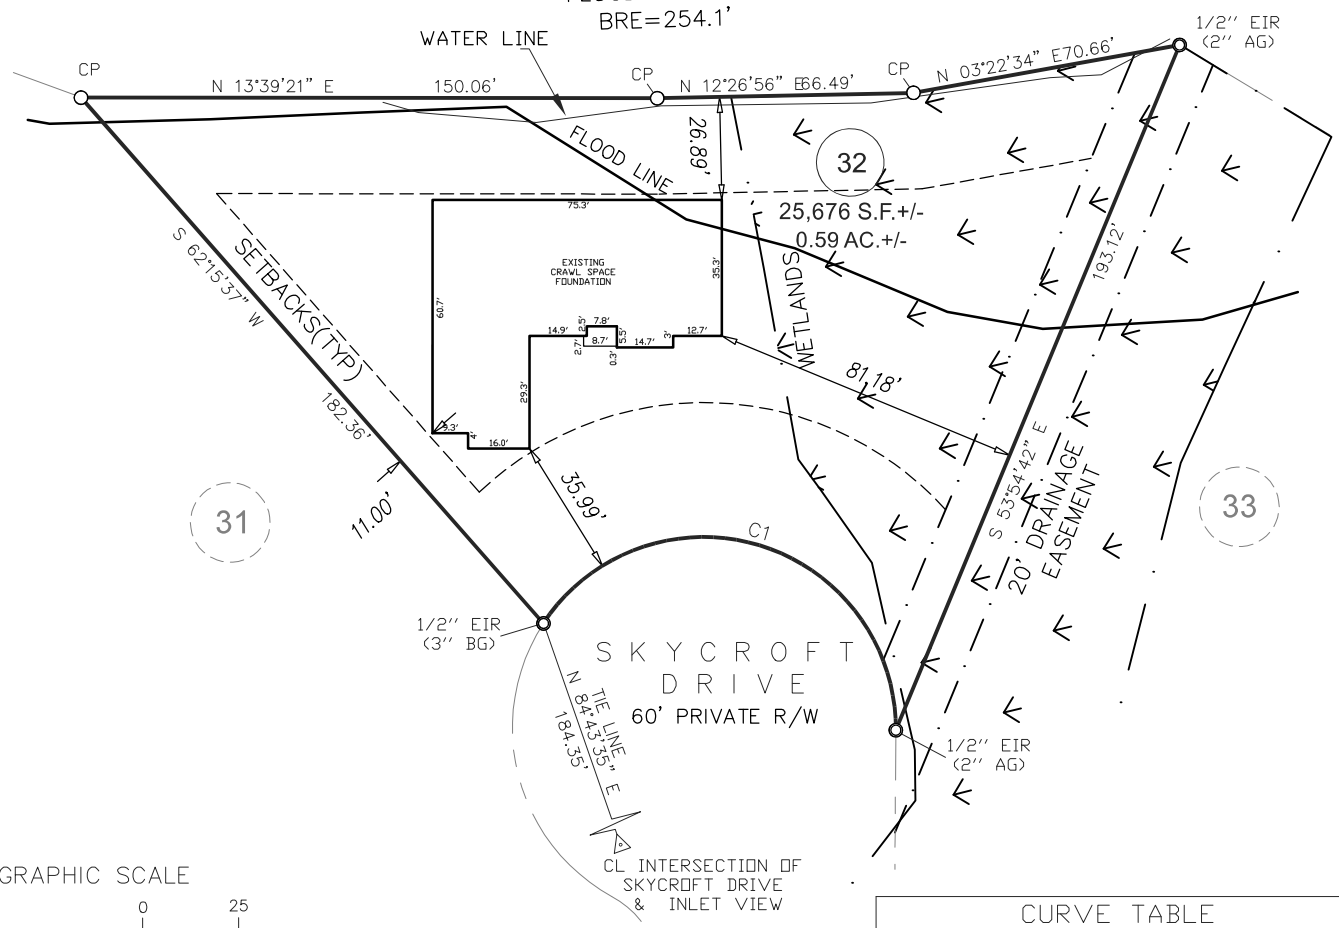 BRE=254.1'
1/2" EIR
(2" AG)
WATER LINE
CP
CP
CP
N 13°39'21" E
150.06'
N 12°26'56" E
66.49'
N 03°22'34" E
70.66'
26.89'
FLOOD LINE
32
25,676 S.F.+/-
0.59 AC.+/-
75.3'
EXISTING
CRAWL SPACE
FOUNDATION
60.7'
35.3'
14.9'
2.5'
7.8'
2.7'
8.7'
5.5'
0.3'
14.7'
3'
12.7'
29.3'
9.3'
4'
16.0'
S 62°15'37" W
182.36'
SETBACKS(TYP)
WETLANDS
81.18'
193.12'
S 53°54'42" E
20' DRAINAGE
EASEMENT
11.00'
35.99'
C1
31
33
1/2" EIR
(3" BG)
SKYCROFT
DRIVE
60' PRIVATE R/W
TIE LINE
N 84°43'35" E
184.35'
1/2" EIR
(2" AG)
CL INTERSECTION OF
SKYCROFT DRIVE
& INLET VIEW
GRAPHIC SCALE
0
25
CURVE TABLE